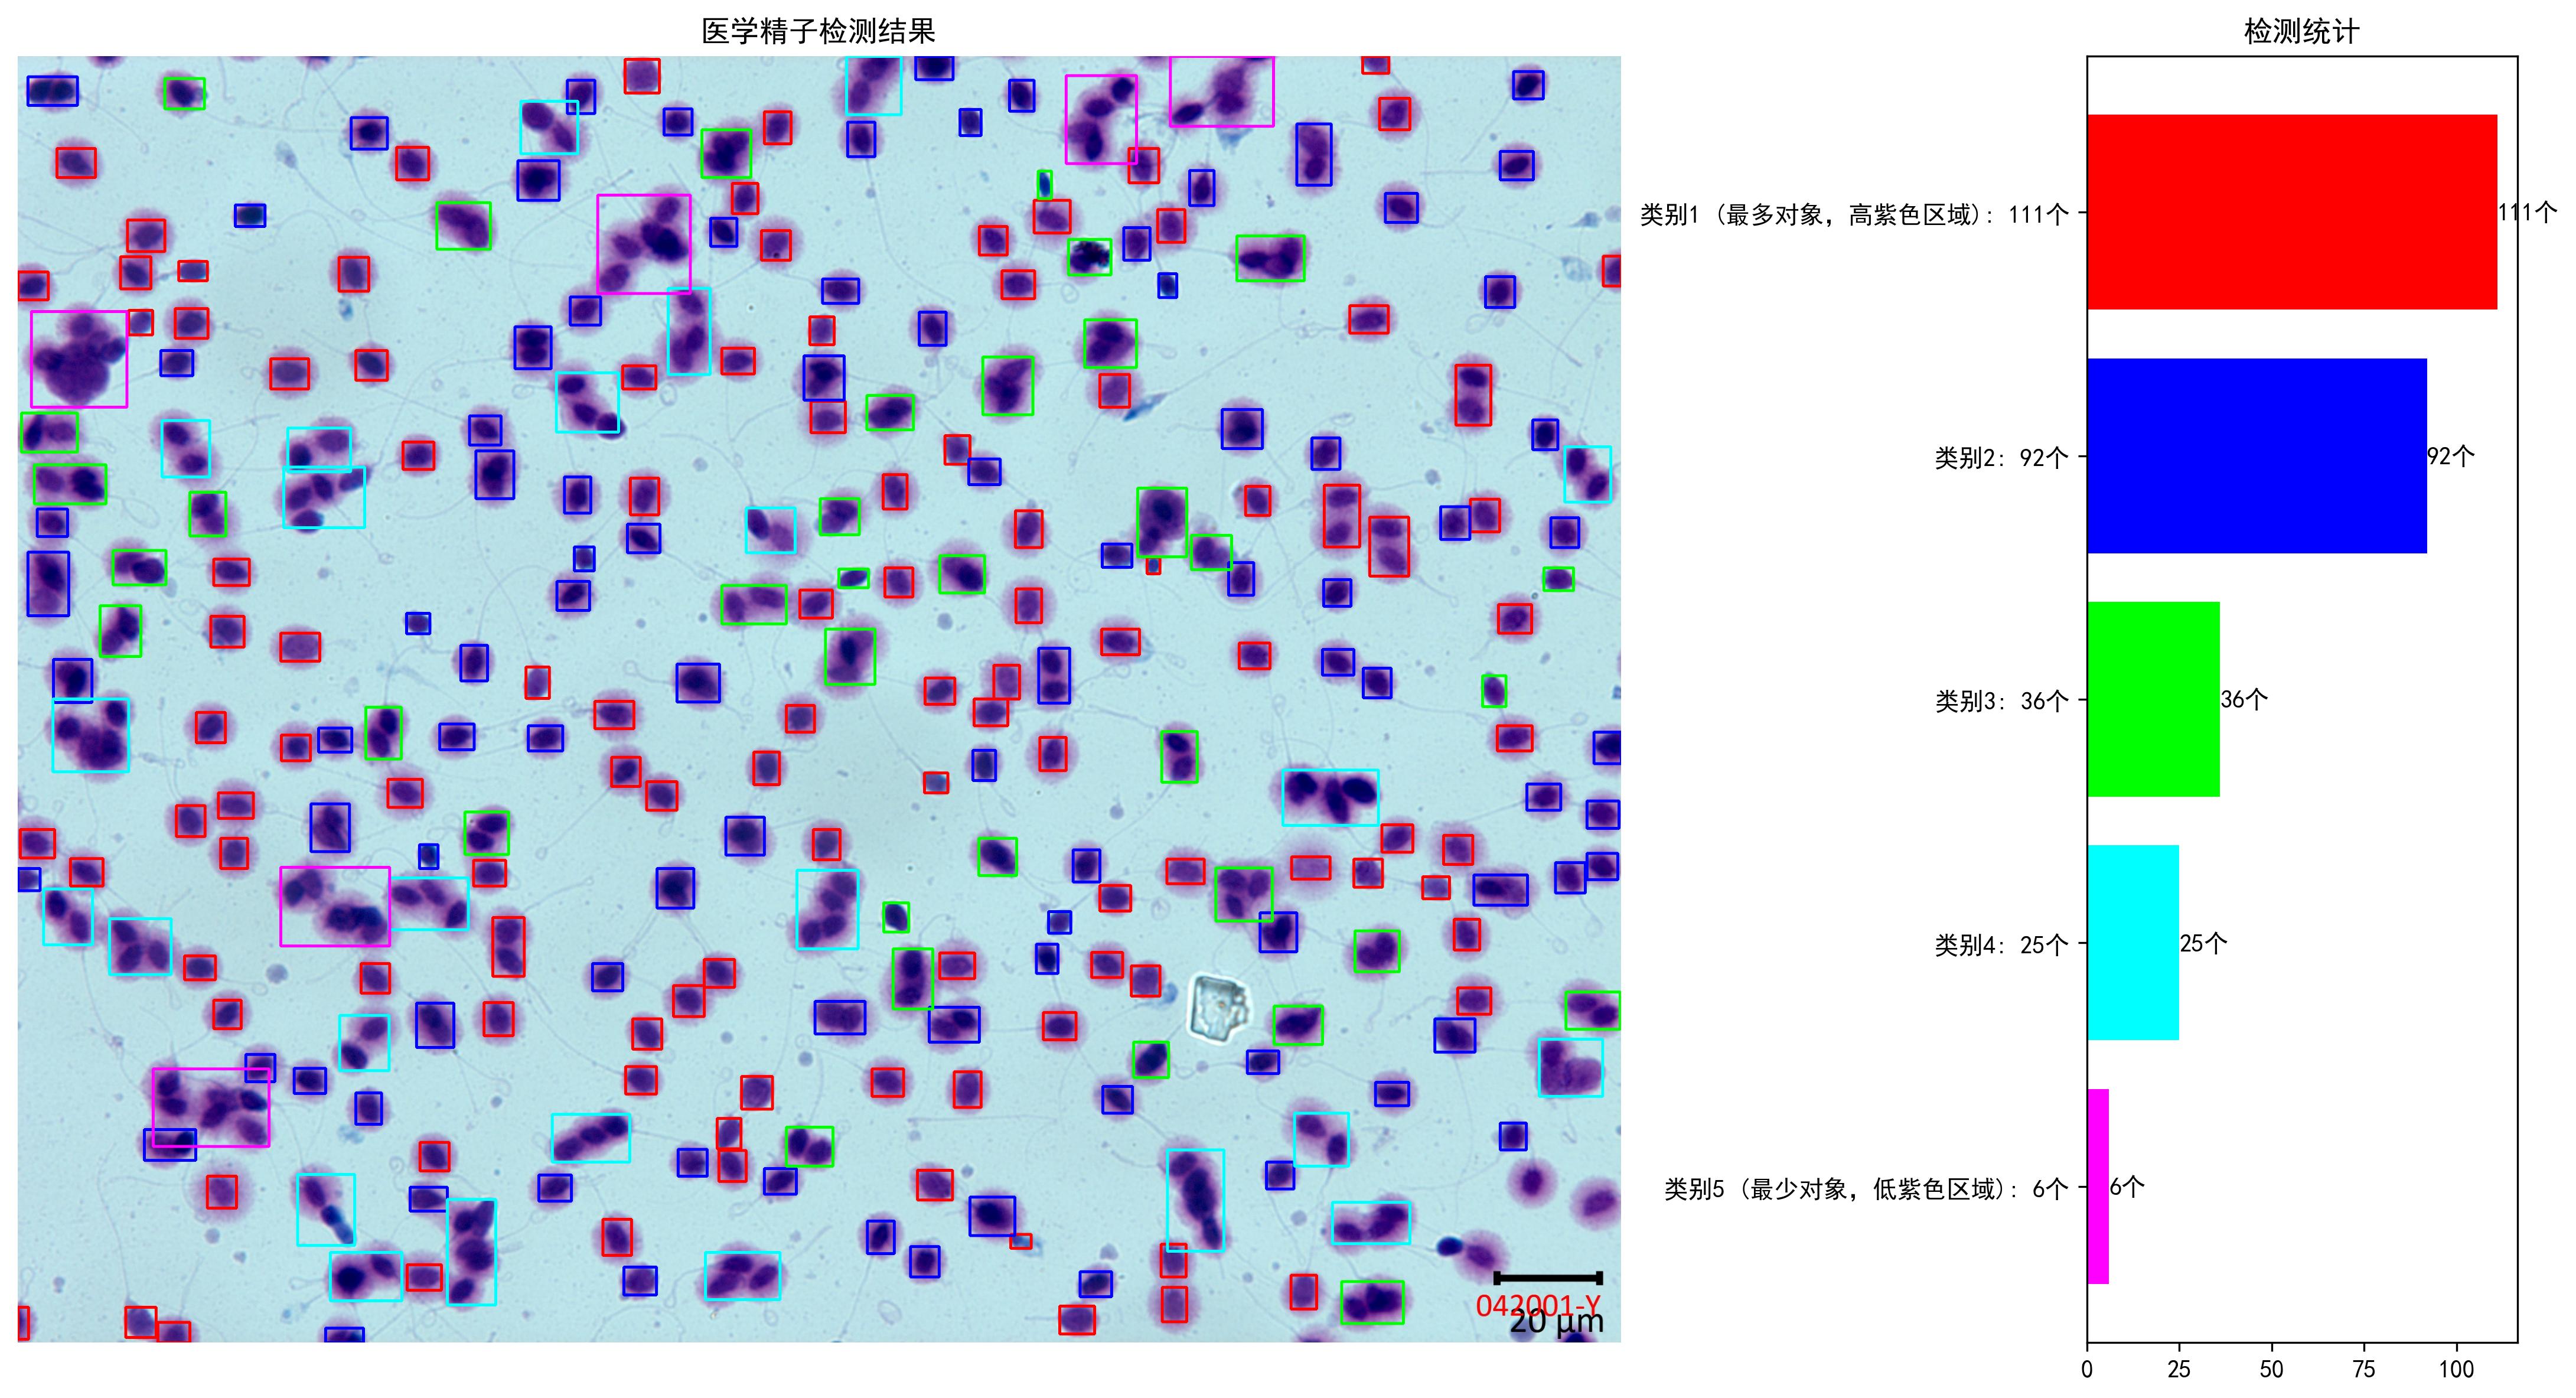 医学精子检测结果
042001-Y
20 µm
检测统计
类别1 (最多对象, 高紫色区域): 111个
111个
类别2: 92个
92个
类别3: 36个
36个
类别4: 25个
25个
类别5 (最少对象, 低紫色区域): 6个
6个
0 25 50 75 100